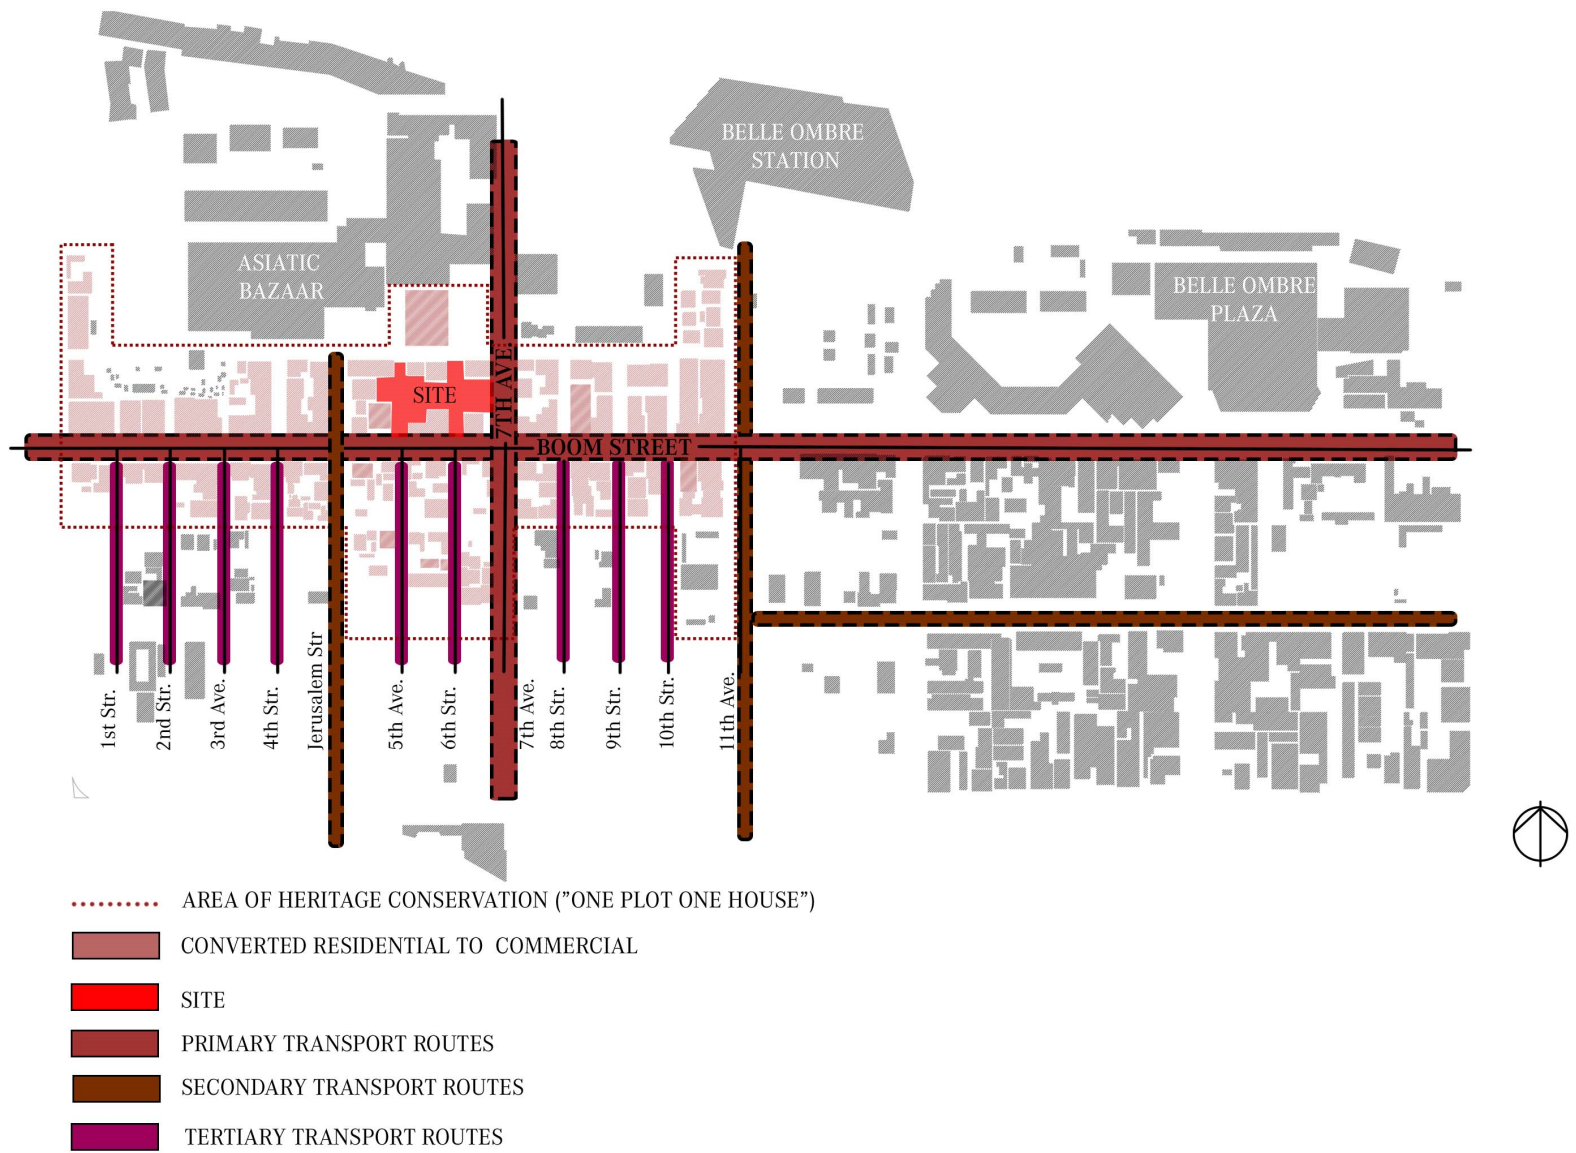 BELLE OMBRE
STATION
ASIATIC
BAZAAR
BELLE OMBRE
PLAZA
SITE
7TH AVE
BOOM STREET
1st Str.
2nd Str.
3rd Ave.
4th Str.
Jerusalem Str
5th Ave.
6th Str.
7th Ave.
8th Str.
9th Str.
10th Str.
11th Ave.
AREA OF HERITAGE CONSERVATION (”ONE PLOT ONE HOUSE”)
CONVERTED RESIDENTIAL TO COMMERCIAL
SITE
PRIMARY TRANSPORT ROUTES
SECONDARY TRANSPORT ROUTES
TERTIARY TRANSPORT ROUTES